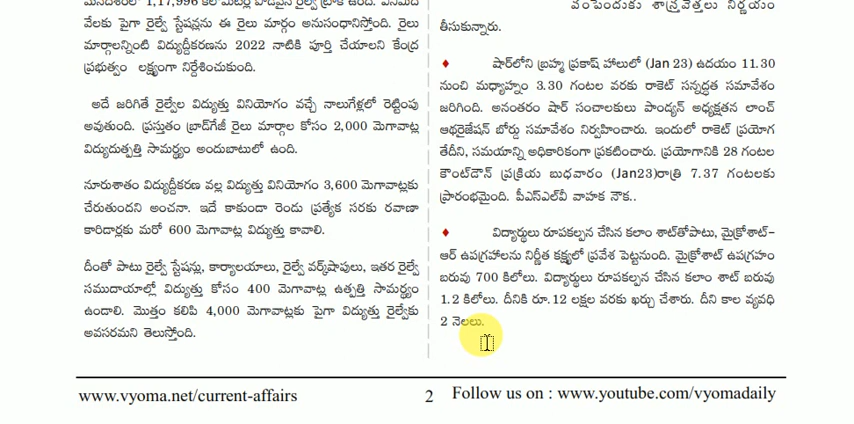 1,17,996
వేలకు పైగా రైల్వే స్టేషన్లను ఈ రైలు మార్గం అనుసంధానిస్తోంది. రైలు
మార్గాలన్నింటి విద్యుద్దీకరణను 2022 నాటికి పూర్తి చేయాలని కేంద్ర
ప్రభుత్వం లక్ష్యంగా నిర్దేశించుకుంది.
అదే జరిగితే రైల్వేల విద్యుత్తు వినియోగం వచ్చే నాలుగేళ్లలో రెట్టింపు
అవుతుంది. ప్రస్తుతం బ్రాడ్‌గేజీ రైలు మార్గాల కోసం 2,000 మెగావాట్ల
విద్యుదుత్పత్తి సామర్థ్యం అందుబాటులో ఉంది.
నూరుశాతం విద్యుద్దీకరణ వల్ల విద్యుత్తు వినియోగం 3,600 మెగావాట్లకు
చేరుతుందని అంచనా. ఇదే కాకుండా రెండు ప్రత్యేక సరకు రవాణా
కారిడార్లకు మరో 600 మెగావాట్ల విద్యుత్తు కావాలి.
దీంతో పాటు రైల్వే స్టేషన్లు, కార్యాలయాలు, రైల్వే వర్క్‌షాపులు, ఇతర రైల్వే
సముదాయాల్లో విద్యుత్తు కోసం 400 మెగావాట్ల ఉత్పత్తి సామర్థ్యం
ఉండాలి. మొత్తం కలిపి 4,000 మెగావాట్లకు పైగా విద్యుత్తు రైల్వేకు
అవసరమని తెలుస్తోంది.
పంపేందుకు శాస్త్రవేత్తలు నిర్ణయం
తీసుకున్నారు.
♦ షార్‌లోని బ్రహ్మ ప్రకాష్ హాలులో (Jan 23) ఉదయం 11.30
నుంచి మధ్యాహ్నం 3.30 గంటల వరకు రాకెట్ సన్నద్ధత సమావేశం
జరిగింది. అనంతరం షార్ సంచాలకులు పాండ్యన్ అధ్యక్షతన లాంచ్
ఆథరైజేషన్ బోర్డు సమావేశం నిర్వహించారు. ఇందులో రాకెట్ ప్రయోగ
తేదీని, సమయాన్ని అధికారికంగా ప్రకటించారు. ప్రయోగానికి 28 గంటల
కౌంట్‌డౌన్ ప్రక్రియ బుధవారం (Jan23)రాత్రి 7.37 గంటలకు
ప్రారంభమైంది. పీఎస్ఎల్‌వీ వాహక నౌక..
♦ విద్యార్థులు రూపకల్పన చేసిన కలాం శాట్‌తోపాటు, మైక్రోశాట్-
ఆర్ ఉపగ్రహాలను నిర్ణీత కక్ష్యలో ప్రవేశ పెట్టనుంది. మైక్రోశాట్ ఉపగ్రహం
బరువు 700 కిలోలు. విద్యార్థులు రూపకల్పన చేసిన కలాం శాట్ బరువు
1.2 కిలోలు. దీనికి రూ.12 లక్షల వరకు ఖర్చు చేశారు. దీని కాల వ్యవధి
2 నెలలు.
www.vyoma.net/current-affairs
2
Follow us on : www.youtube.com/vyomadaily